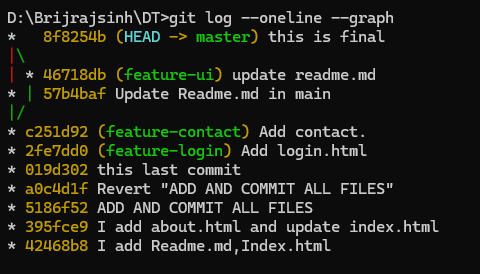 D:\Brijrajsinh\DT>git log --oneline --graph
*   8f8254b (HEAD -> master) this is final
|\
| * 46718db (feature-ui) update readme.md
* | 57b4baf Update Readme.md in main
|/
* c251d92 (feature-contact) Add contact.
* 2fe7dd0 (feature-login) Add login.html
* 019d302 this last commit
* a0c4d1f Revert "ADD AND COMMIT ALL FILES"
* 5186f52 ADD AND COMMIT ALL FILES
* 395fce9 I add about.html and update index.html
* 42468b8 I add Readme.md,Index.html